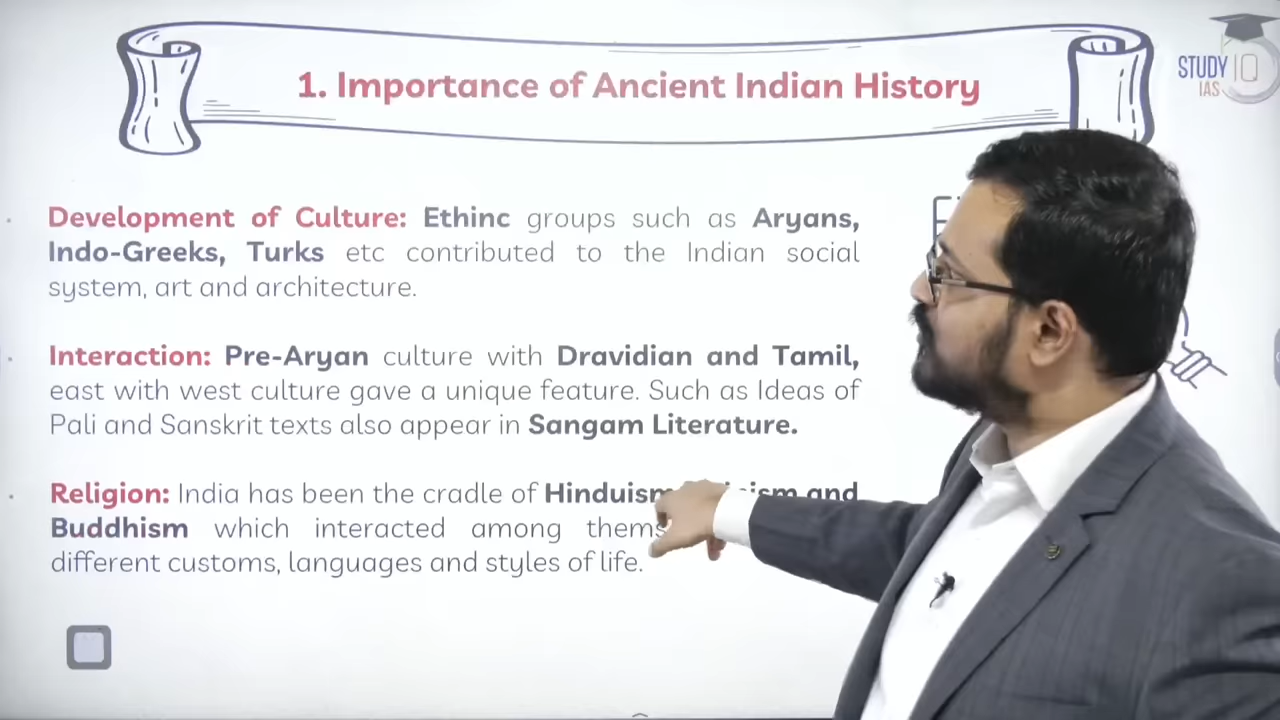 1. Importance of Ancient Indian History
STUDY IQ
IAS
Development of Culture: Ethinc groups such as Aryans,
Indo-Greeks, Turks etc contributed to the Indian social
system, art and architecture.
Interaction: Pre-Aryan culture with Dravidian and Tamil,
east with west culture gave a unique feature. Such as Ideas of
Pali and Sanskrit texts also appear in Sangam Literature.
Religion: India has been the cradle of Hinduism and
Buddhism which interacted among
different customs, languages and styles of life.